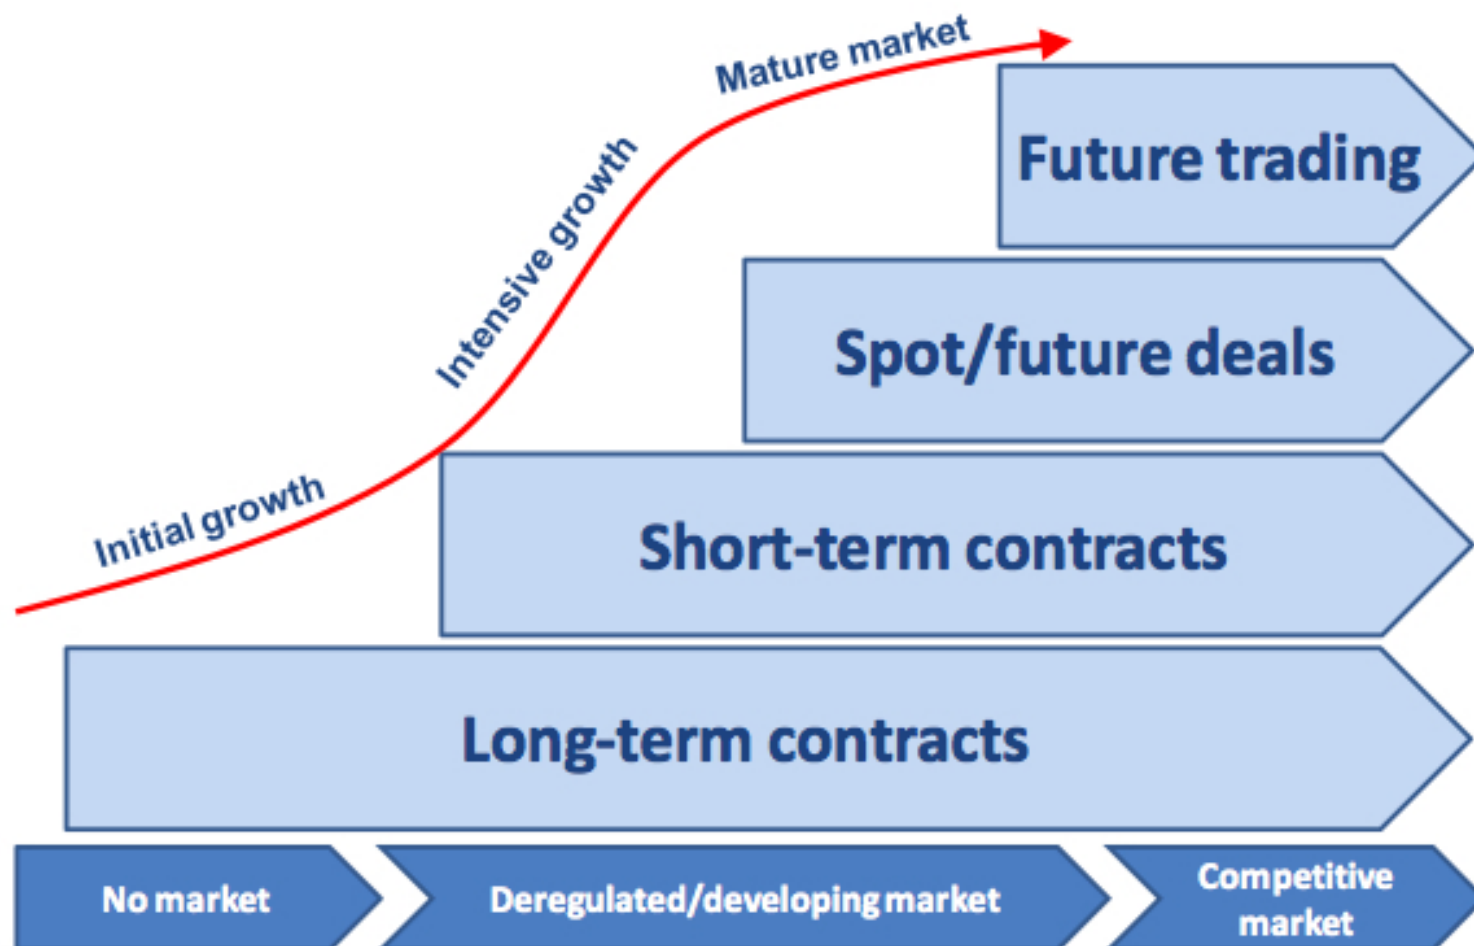 Mature market
Future trading
Intensive growth
Spot/future deals
Initial growth
Short-term contracts
Long-term contracts
No market
Deregulated/developing market
Competitive
market